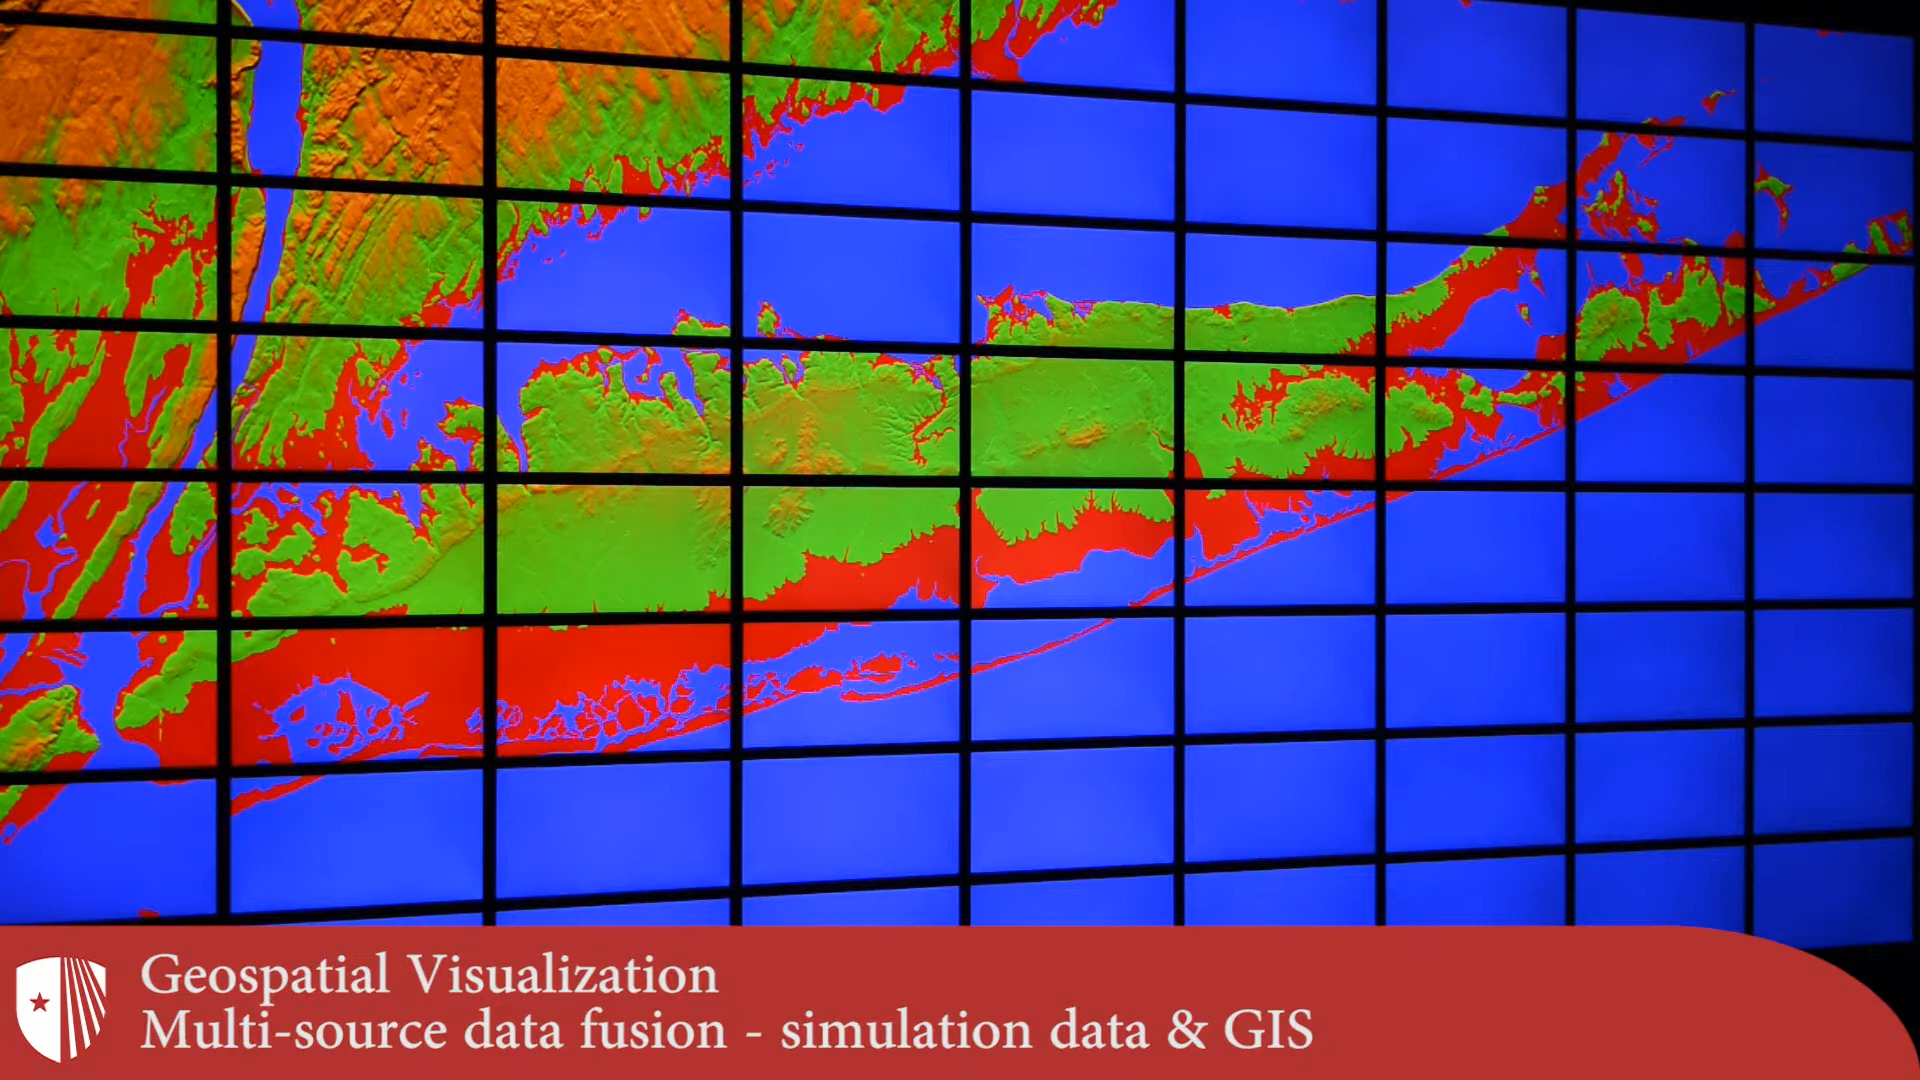 Geospatial Visualization
Multi-source data fusion - simulation data & GIS